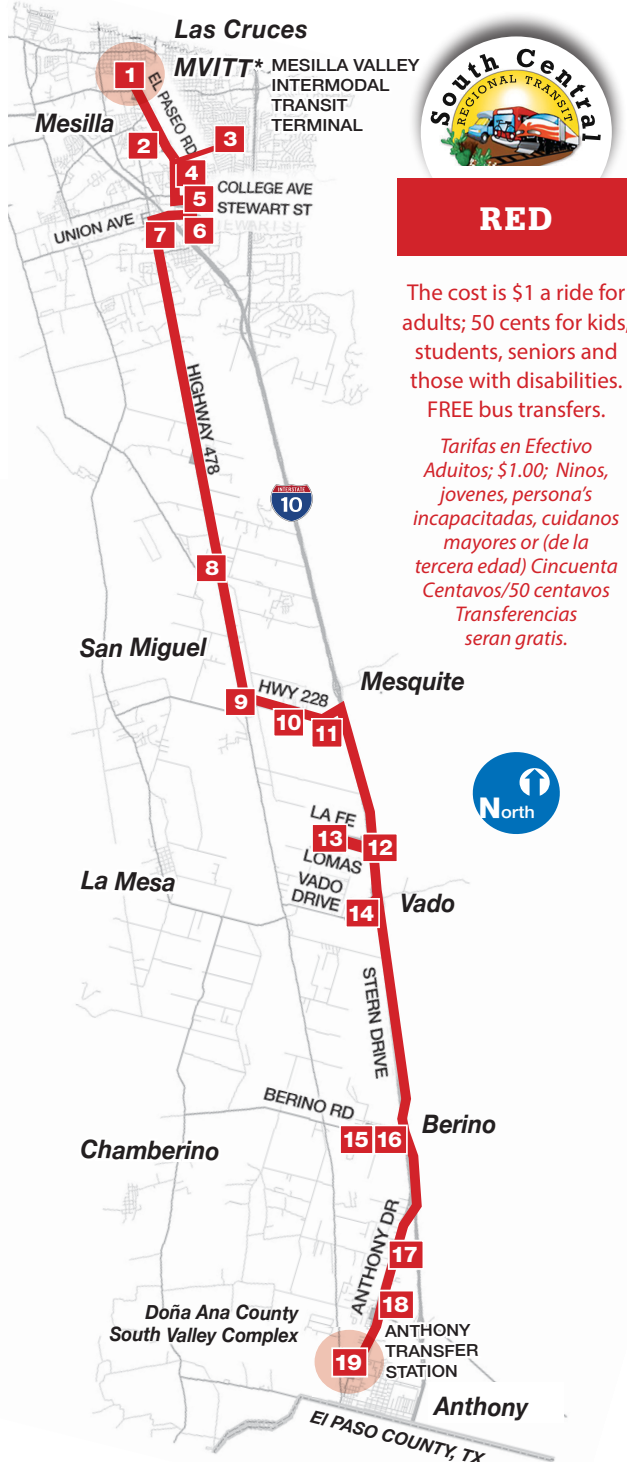 Las Cruces
MVITT* MESILLA VALLEY
INTERMODAL
TRANSIT
TERMINAL
1
EL PASEO RD
Mesilla
2
3
4
5
COLLEGE AVE
STEWART ST
UNION AVE
6
7
STEWART ST
HIGHWAY 478
INTERSTATE
10
8
San Miguel
9
HWY 228
10
11
Mesquite
LA FE
13
12
LOMAS
La Mesa
VADO
DRIVE
14
Vado
STERN DRIVE
BERINO RD
15
16
Berino
Chamberino
ANTHONY DR
17
18
Doña Ana County
South Valley Complex
ANTHONY
TRANSFER
STATION
19
Anthony
El PASO COUNTY, TX
South Central
REGIONAL TRANSIT
RED
The cost is $1 a ride for
adults; 50 cents for kids,
students, seniors and
those with disabilities.
FREE bus transfers.
Tarifas en Efectivo
Aduitos; $1.00; Ninos,
jovenes, persona's
incapacitadas, cuidanos
mayores or (de la
tercera edad) Cincuenta
Centavos/50 centavos
Transferencias
seran gratis.
North